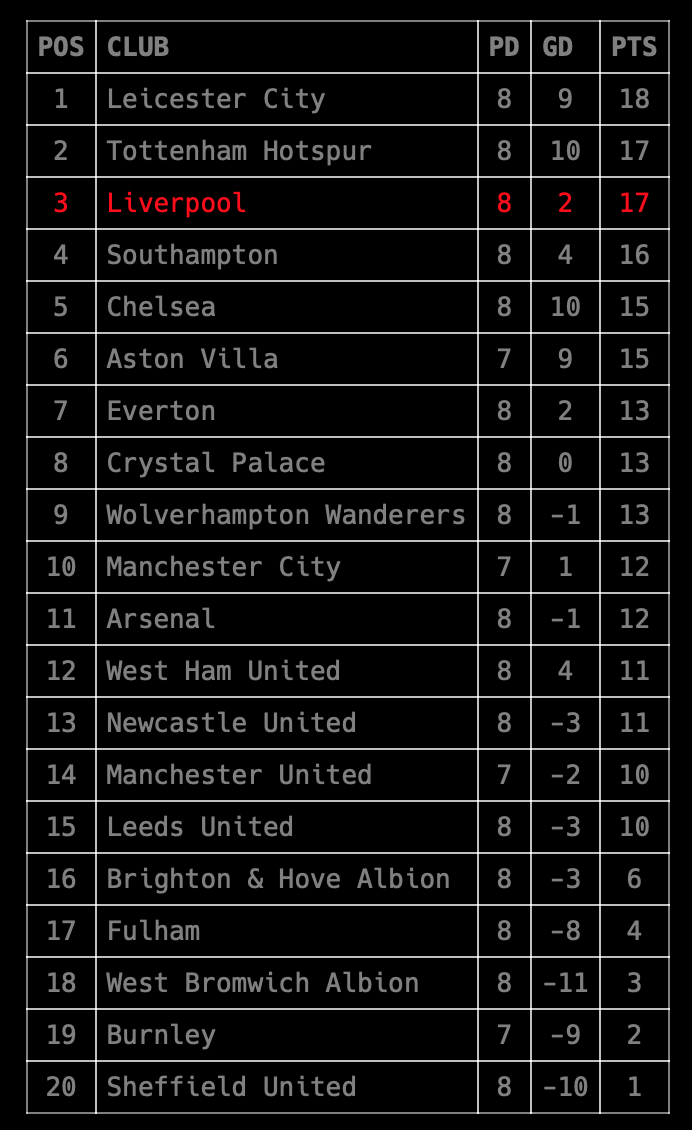 POS CLUB PD GD PTS
1 Leicester City 8 9 18
2 Tottenham Hotspur 8 10 17
3 Liverpool 8 2 17
4 Southampton 8 4 16
5 Chelsea 8 10 15
6 Aston Villa 7 9 15
7 Everton 8 2 13
8 Crystal Palace 8 0 13
9 Wolverhampton Wanderers 8 -1 13
10 Manchester City 7 1 12
11 Arsenal 8 -1 12
12 West Ham United 8 4 11
13 Newcastle United 8 -3 11
14 Manchester United 7 -2 10
15 Leeds United 8 -3 10
16 Brighton & Hove Albion 8 -3 6
17 Fulham 8 -8 4
18 West Bromwich Albion 8 -11 3
19 Burnley 7 -9 2
20 Sheffield United 8 -10 1